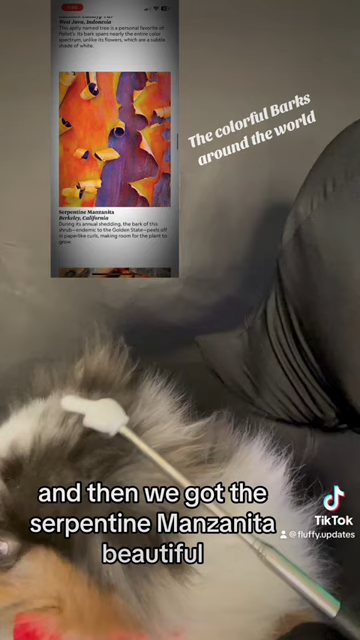 West Java, Indonesia
This aptly named tree is a personal favorite of
Pollet's; its bark spans nearly the entire color
spectrum, unlike its flowers, which are a subtle
shade of white.
The colorful Barks
around the world
Serpentine Manzanita
Berkeley, California
During its annual shedding, the bark of this
shrub—endemic to the Golden State—peels off
in paperlike curls, making room for the plant to
grow.
and then we got the
serpentine Manzanita
beautiful
TikTok
@fluffy.updates